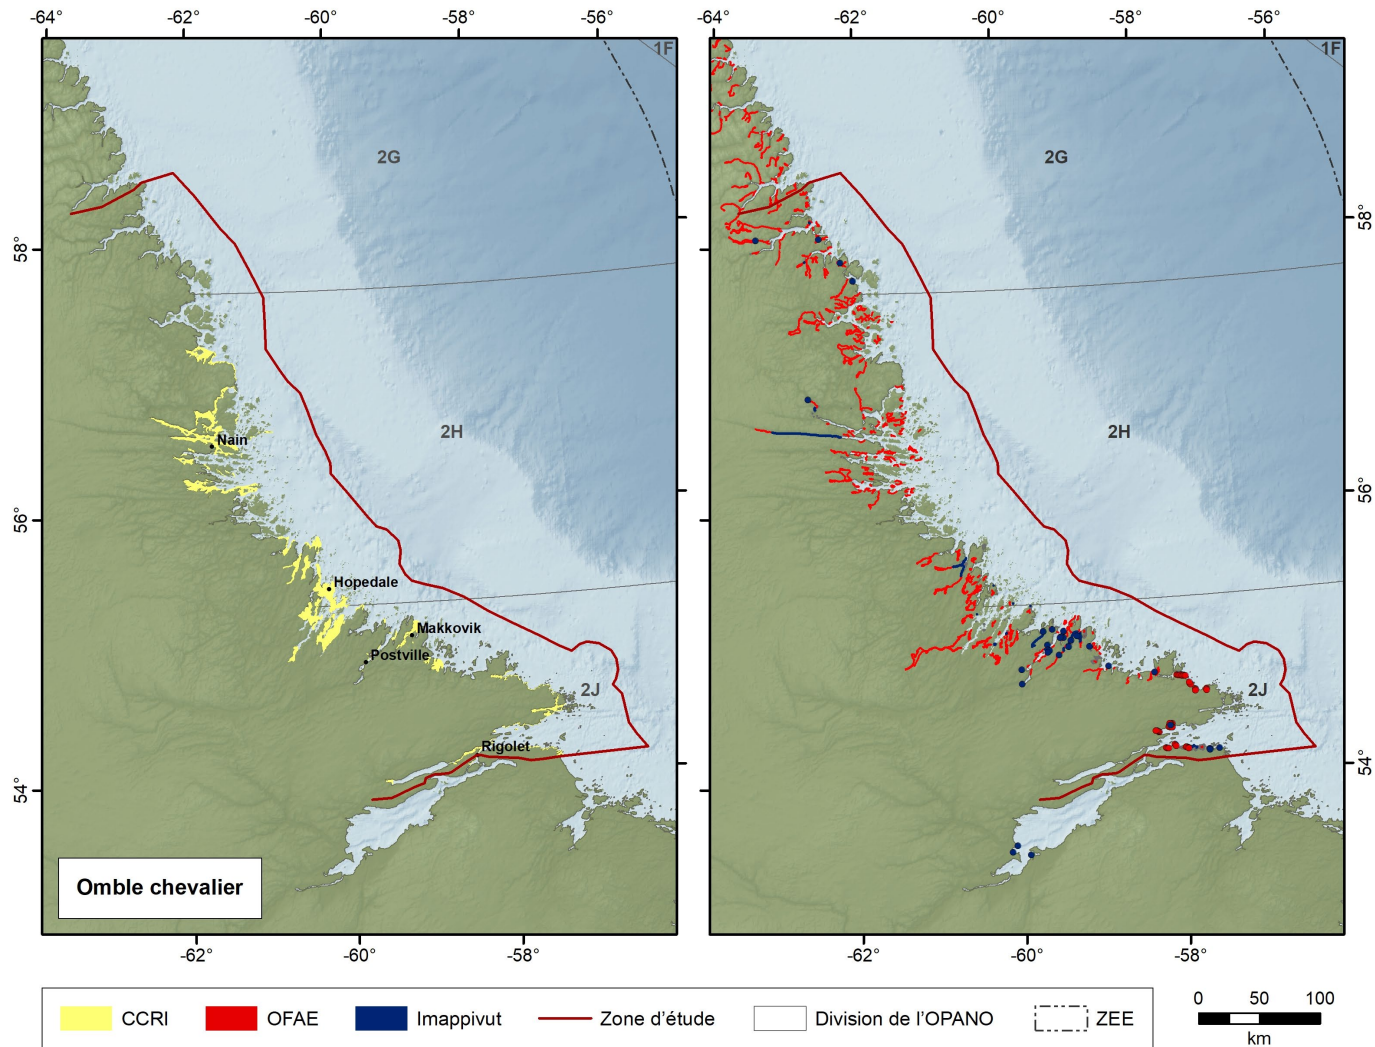 -64° -62° -60° -58° -56° -64° -62° -60° -58° -56°
1F 1F
2G 2G
58° 58°
2H 2H
Nain
56° 56°
Hopedale
Makkovik
Postville
2J 2J
Rigolet
54° 54°
Omble chevalier
-62° -60° -58° -62° -60° -58°
CCRI OFAE Imappivut Zone d'étude Division de l'OPANO ZEE
0 50 100
km